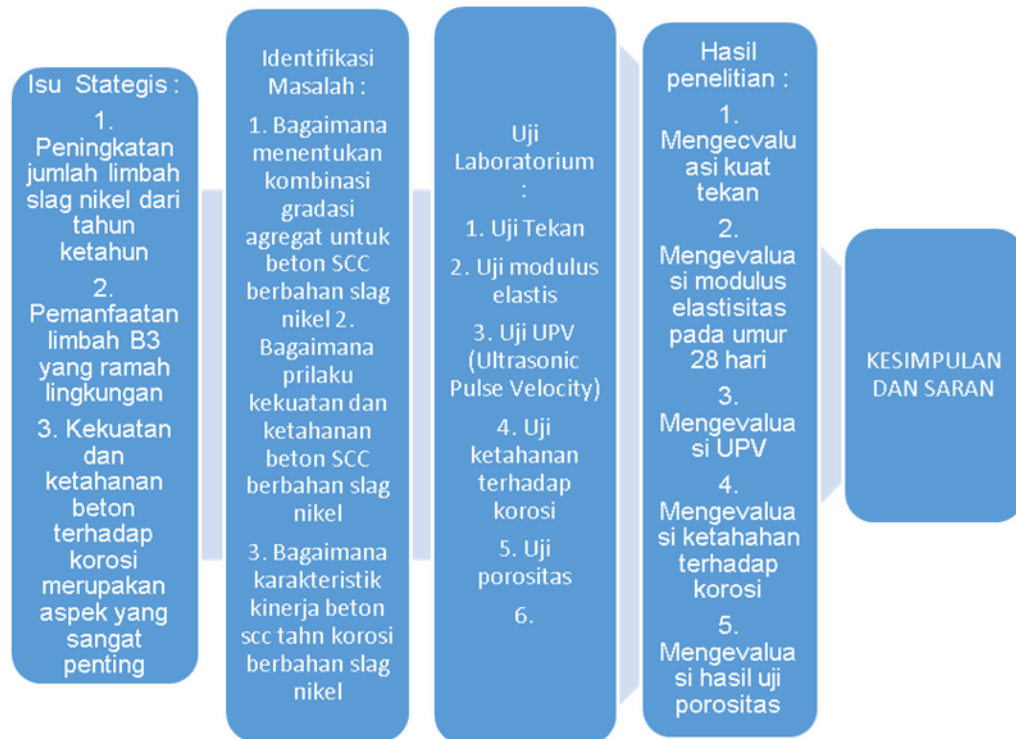 Isu Stategis :
1.
Peningkatan
jumlah limbah
slag nikel dari
tahun
ketahun
2.
Pemanfaatan
limbah B3
yang ramah
lingkungan
3. Kekuatan
dan
ketahanan
beton
terhadap
korosi
merupakan
aspek yang
sangat
penting
Identifikasi
Masalah :
1. Bagaimana
menentukan
kombinasi
gradasi
agregat untuk
beton SCC
berbahan slag
nikel 2.
Bagaimana
prilaku
kekuatan dan
ketahanan
beton SCC
berbahan slag
nikel
3. Bagaimana
karakteristik
kinerja beton
scc tahn korosi
berbahan slag
nikel
Uji
Laboratorium
:
1. Uji Tekan
2. Uji modulus
elastis
3. Uji UPV
(Ultrasonic
Pulse Velocity)
4. Uji
ketahanan
terhadap
korosi
5. Uji
porositas
6.
Hasil
penelitian :
1.
Mengecvalu
asi kuat
tekan
2.
Mengevalua
si modulus
elastisitas
pada umur
28 hari
3.
Mengevalua
si UPV
4.
Mengevalua
si ketahahan
terhadap
korosi
5.
Mengevalua
si hasil uji
porositas
KESIMPULAN
DAN SARAN